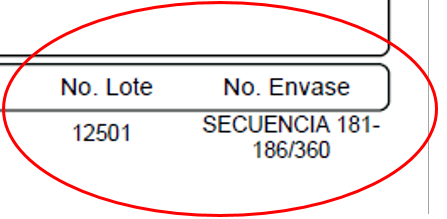 No. Lote No. Envase
12501 SECUENCIA 181-
186/360